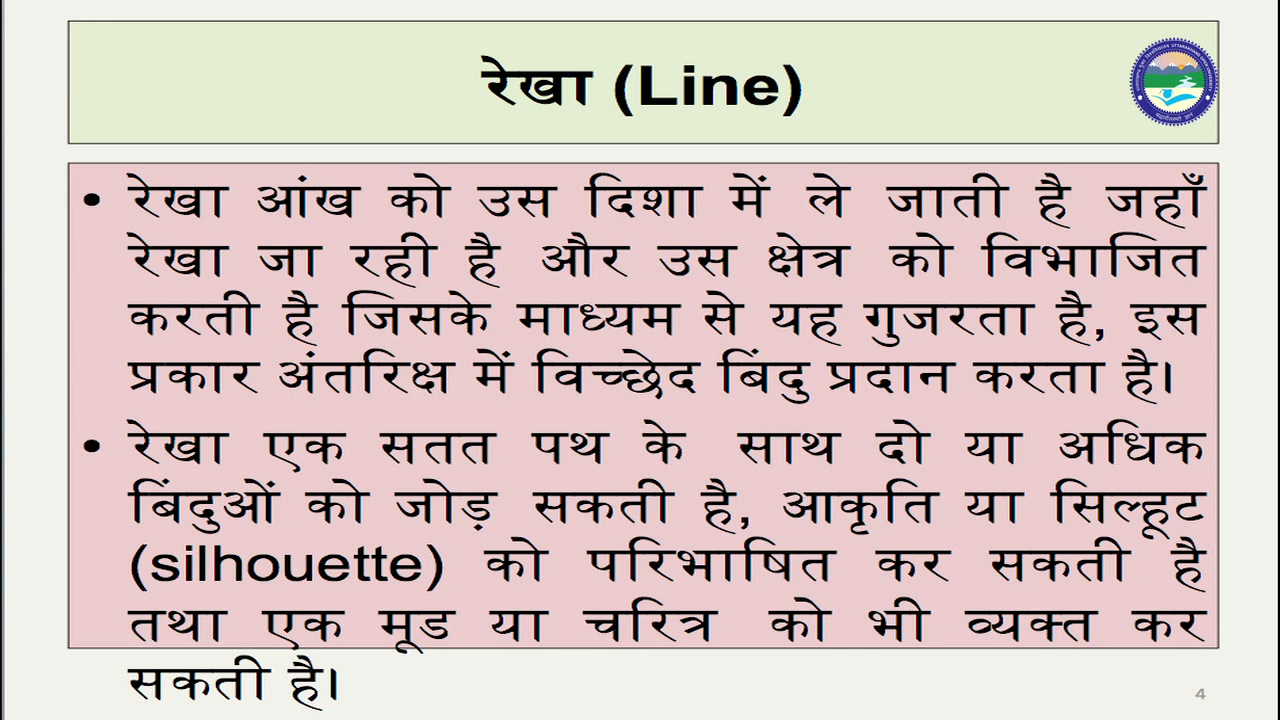 रेखा (Line)
• रेखा आंख को उस दिशा में ले जाती है जहाँ
रेखा जा रही है और उस क्षेत्र को विभाजित
करती है जिसके माध्यम से यह गुजरता है, इस
प्रकार अंतरिक्ष में विच्छेद बिंदु प्रदान करता है।
• रेखा एक सतत पथ के साथ दो या अधिक
बिंदुओं को जोड़ सकती है, आकृति या सिल्हूट
(silhouette) को परिभाषित कर सकती है
तथा एक मूड या चरित्र को भी व्यक्त कर
सकती है।
4